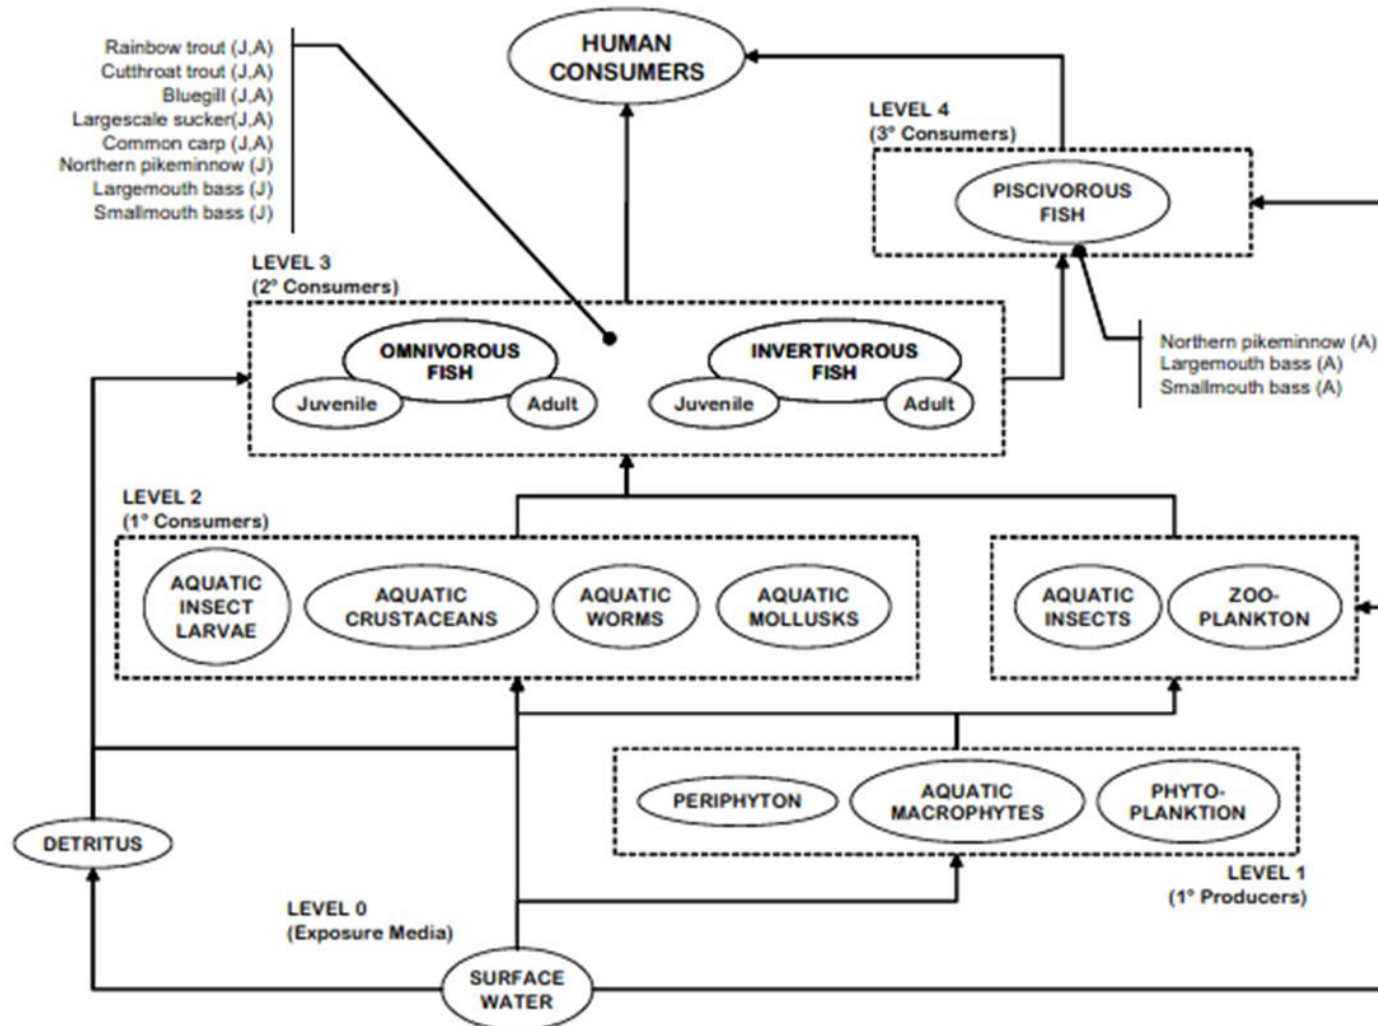 Rainbow trout (J,A)
Cutthroat trout (J,A)
Bluegill (J,A)
Largescale sucker(J,A)
Common carp (J,A)
Northern pikeminnow (J)
Largemouth bass (J)
Smallmouth bass (J)
HUMAN
CONSUMERS
LEVEL 4
(3° Consumers)
PISCIVOROUS
FISH
Northern pikeminnow (A)
Largemouth bass (A)
Smallmouth bass (A)
LEVEL 3
(2° Consumers)
OMNIVOROUS
FISH
Juvenile
Adult
INVERTIVOROUS
FISH
Juvenile
Adult
LEVEL 2
(1° Consumers)
AQUATIC
INSECT
LARVAE
AQUATIC
CRUSTACEANS
AQUATIC
WORMS
AQUATIC
MOLLUSKS
AQUATIC
INSECTS
ZOO-
PLANKTON
PERIPHYTON
AQUATIC
MACROPHYTES
PHYTO-
PLANKTION
LEVEL 1
(1° Producers)
DETRITUS
LEVEL 0
(Exposure Media)
SURFACE
WATER